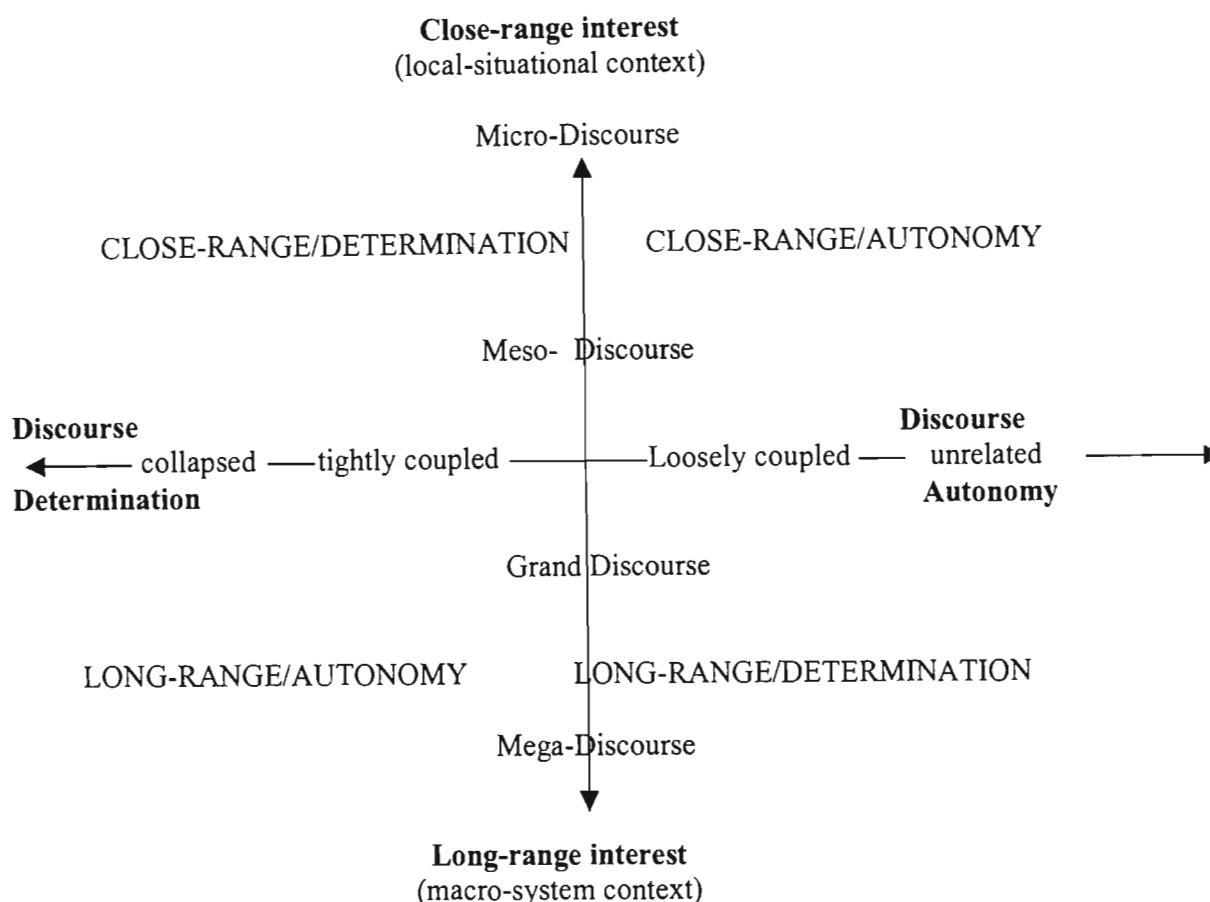 Close-range interest
(local-situational context)
Micro-Discourse
CLOSE-RANGE/DETERMINATION CLOSE-RANGE/AUTONOMY
Meso- Discourse
Discourse Discourse
collapsed tightly coupled Loosely coupled unrelated
Determination Autonomy
Grand Discourse
LONG-RANGE/AUTONOMY LONG-RANGE/DETERMINATION
Mega-Discourse
Long-range interest
(macro-system context)